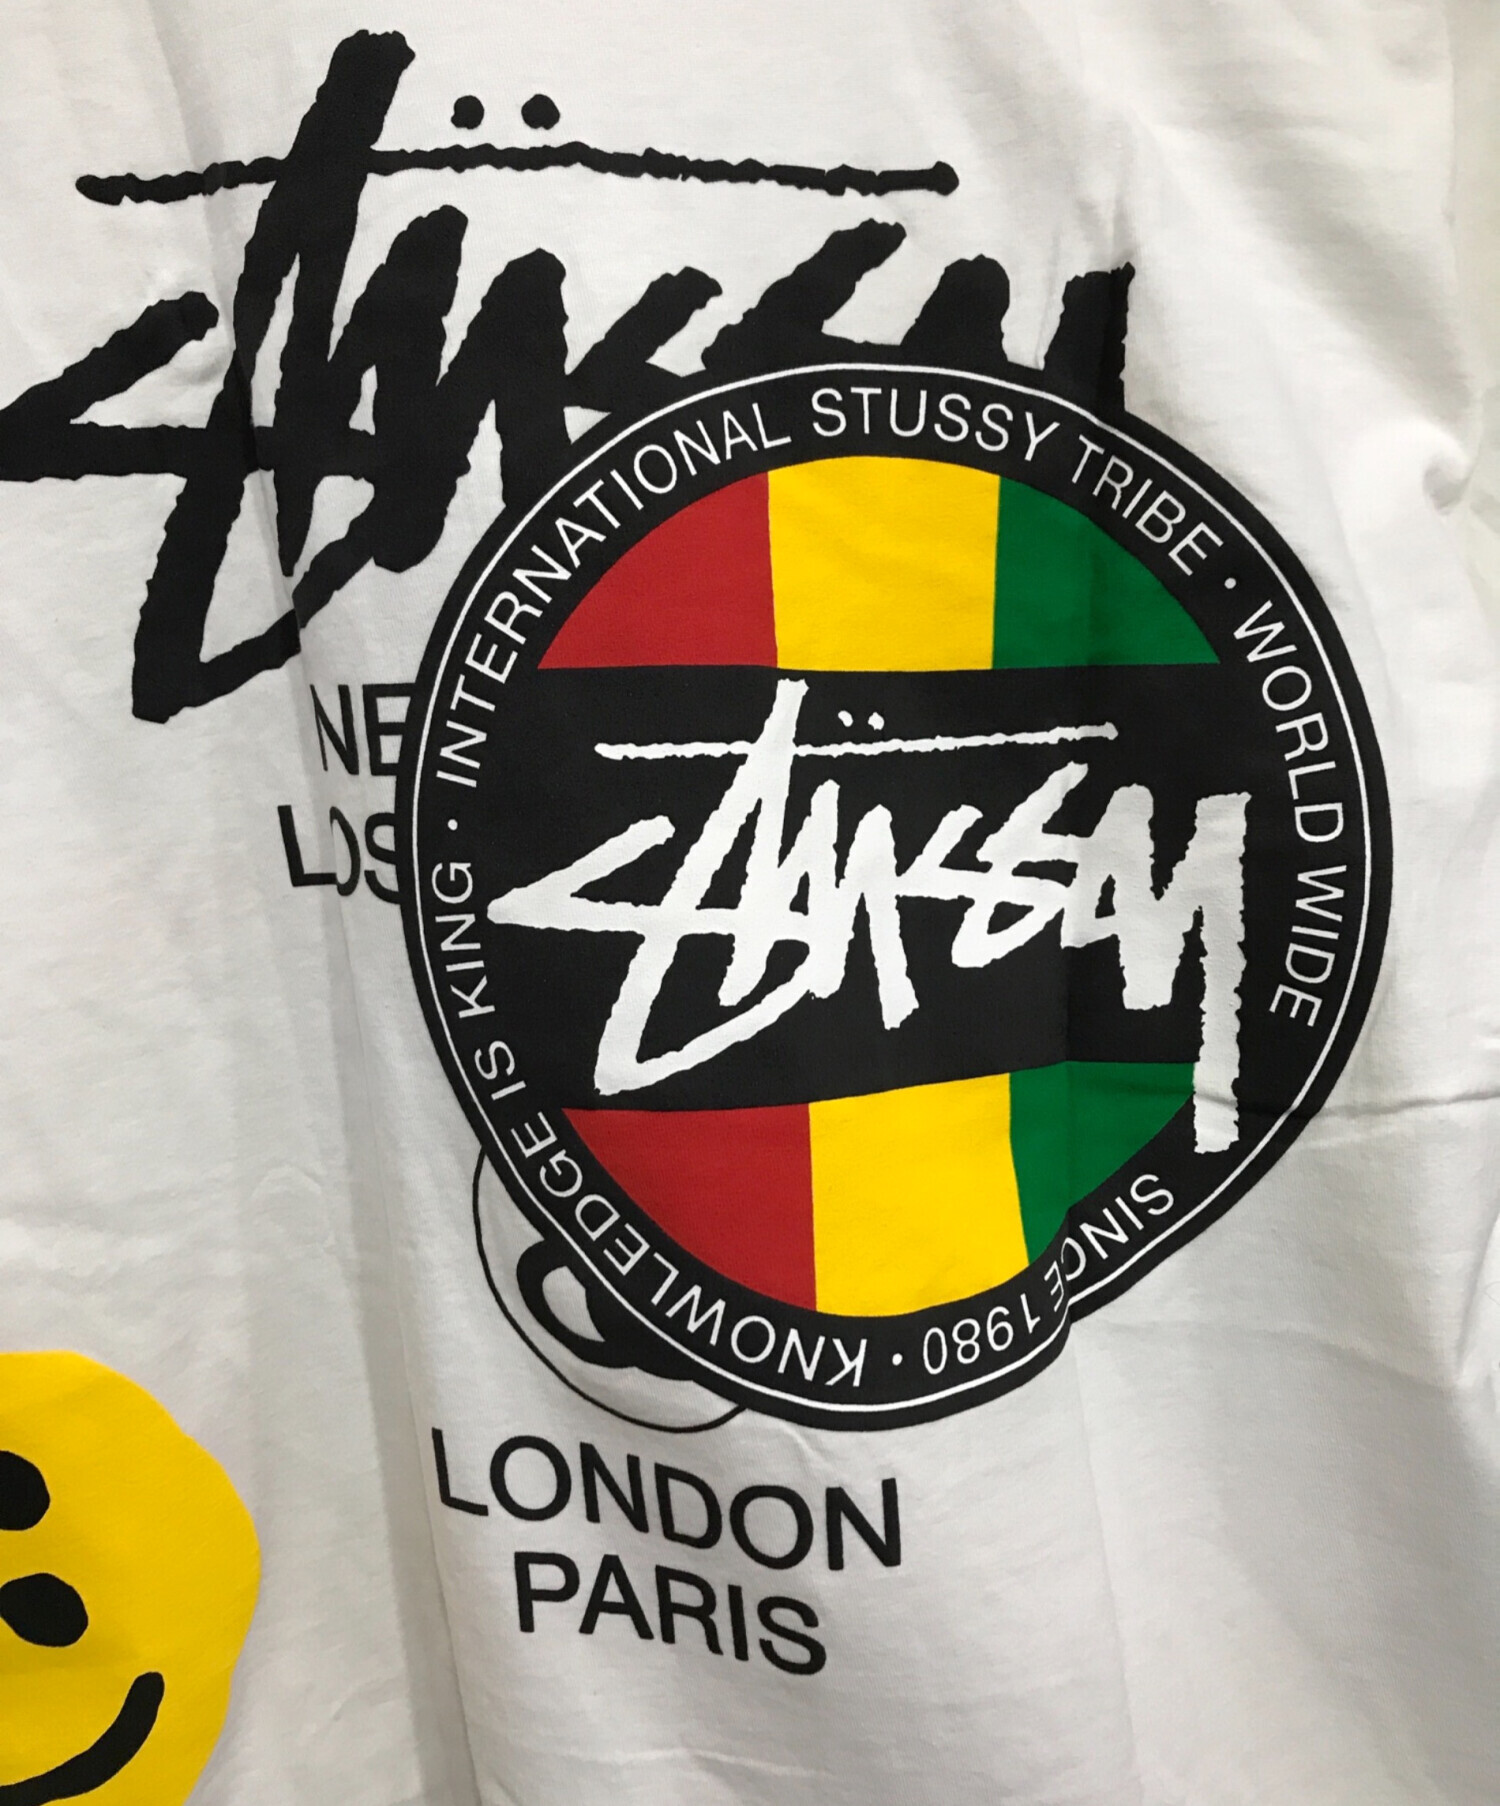 Stüssy
NE
LOS
· INTERNATIONAL STUSSY TRIBE · WORLD WIDE
Stüssy
SINCE 1980 · KNOWLEDGE IS KING
LONDON
PARIS